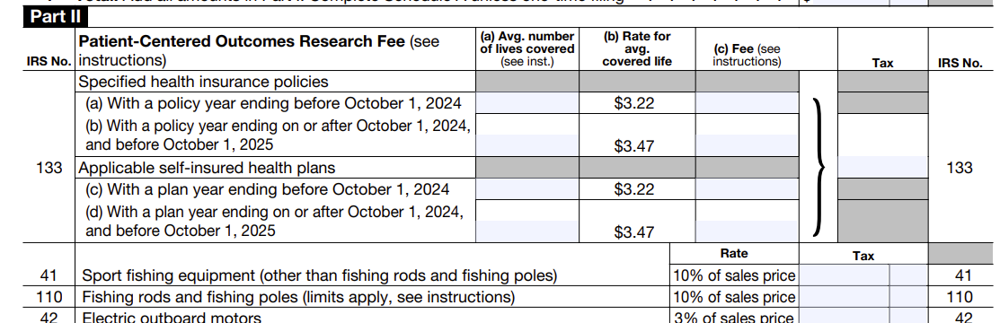 Part II
Patient-Centered Outcomes Research Fee (see
IRS No. instructions)
(a) Avg. number
of lives covered
(see inst.)
(b) Rate for
avg.
covered life
(c) Fee (see
instructions)
Tax
IRS No.
Specified health insurance policies
(a) With a policy year ending before October 1, 2024 $3.22
(b) With a policy year ending on or after October 1, 2024,
and before October 1, 2025 $3.47
133 Applicable self-insured health plans 133
(c) With a plan year ending before October 1, 2024 $3.22
(d) With a plan year ending on or after October 1, 2024,
and before October 1, 2025 $3.47
Rate Tax
41 Sport fishing equipment (other than fishing rods and fishing poles) 10% of sales price 41
110 Fishing rods and fishing poles (limits apply, see instructions) 10% of sales price 110
42 Electric outboard motors 3% of sales price 42